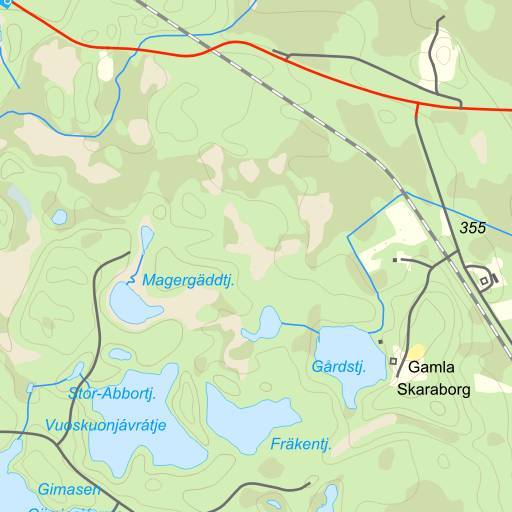 355
Magergäddtj.
Gårdstj.
Gamla
Skaraborg
Stor-Abbortj.
Vuoskuonjávrátje
Fräkentj.
Gimasen